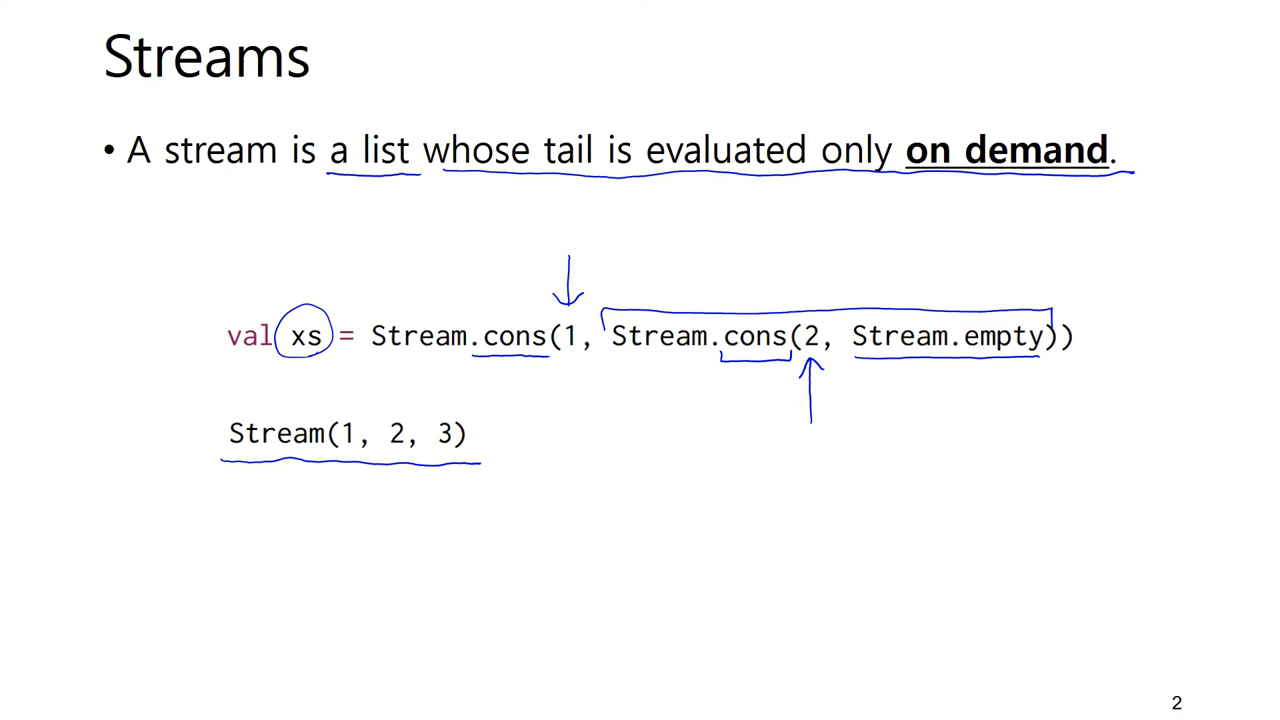 Streams
• A stream is a list whose tail is evaluated only on demand.
val xs = Stream.cons(1, Stream.cons(2, Stream.empty))
Stream(1, 2, 3)
2